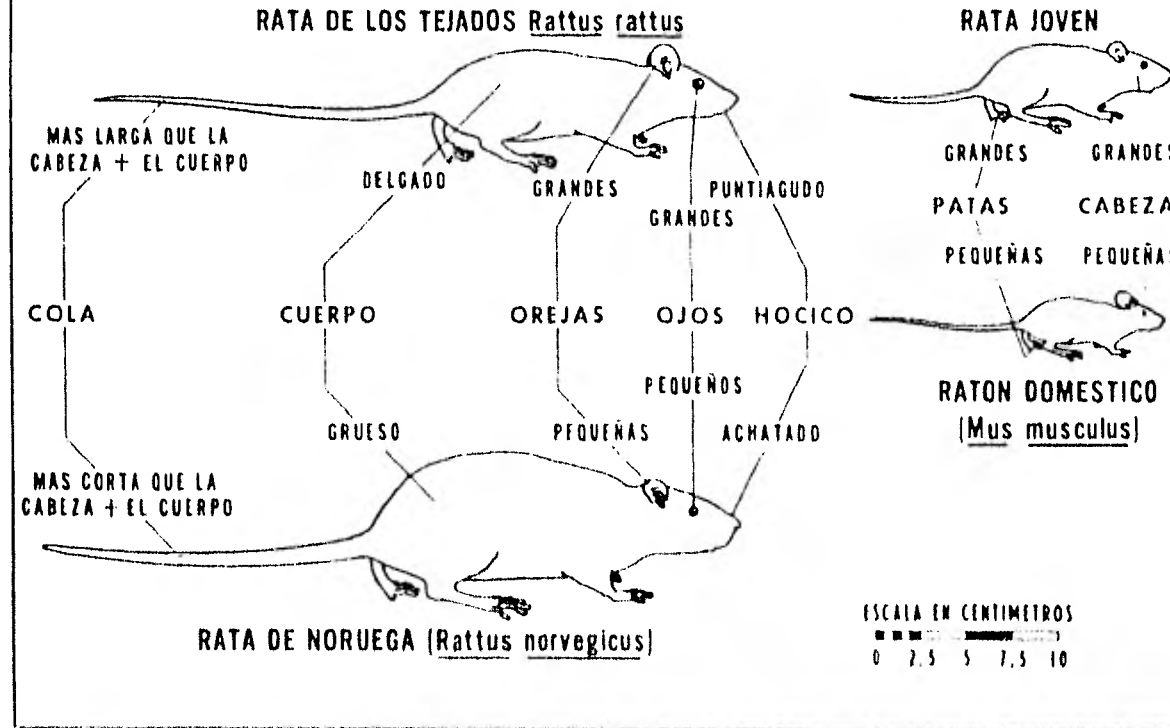 RATA DE LOS TEJADOS Rattus rattus
RATA JOVEN
MAS LARGA QUE LA
CABEZA + EL CUERPO
DELGADO
GRANDES
GRANDES
PUNTIAGUDO
GRANDES
GRANDES
PATAS
CABEZA
PEQUEÑAS
PEQUEÑAS
COLA
CUERPO
OREJAS
OJOS
HOCICO
RATON DOMESTICO
(Mus musculus)
GRUESO
PEQUEÑAS
PEQUEÑOS
ACHATADO
MAS CORTA QUE LA
CABEZA + EL CUERPO
RATA DE NORUEGA (Rattus norvegicus)
ESCALA EN CENTIMETROS
0 2.5 5 7.5 10